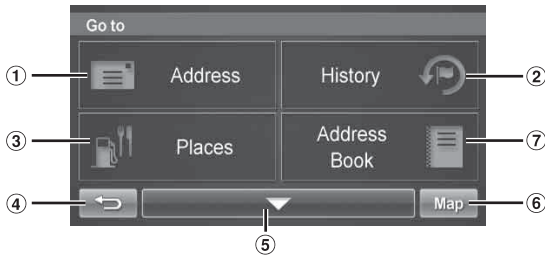 Go to
① Address History ②
③ Places Address Book ⑦
④ Map ⑥
⑤